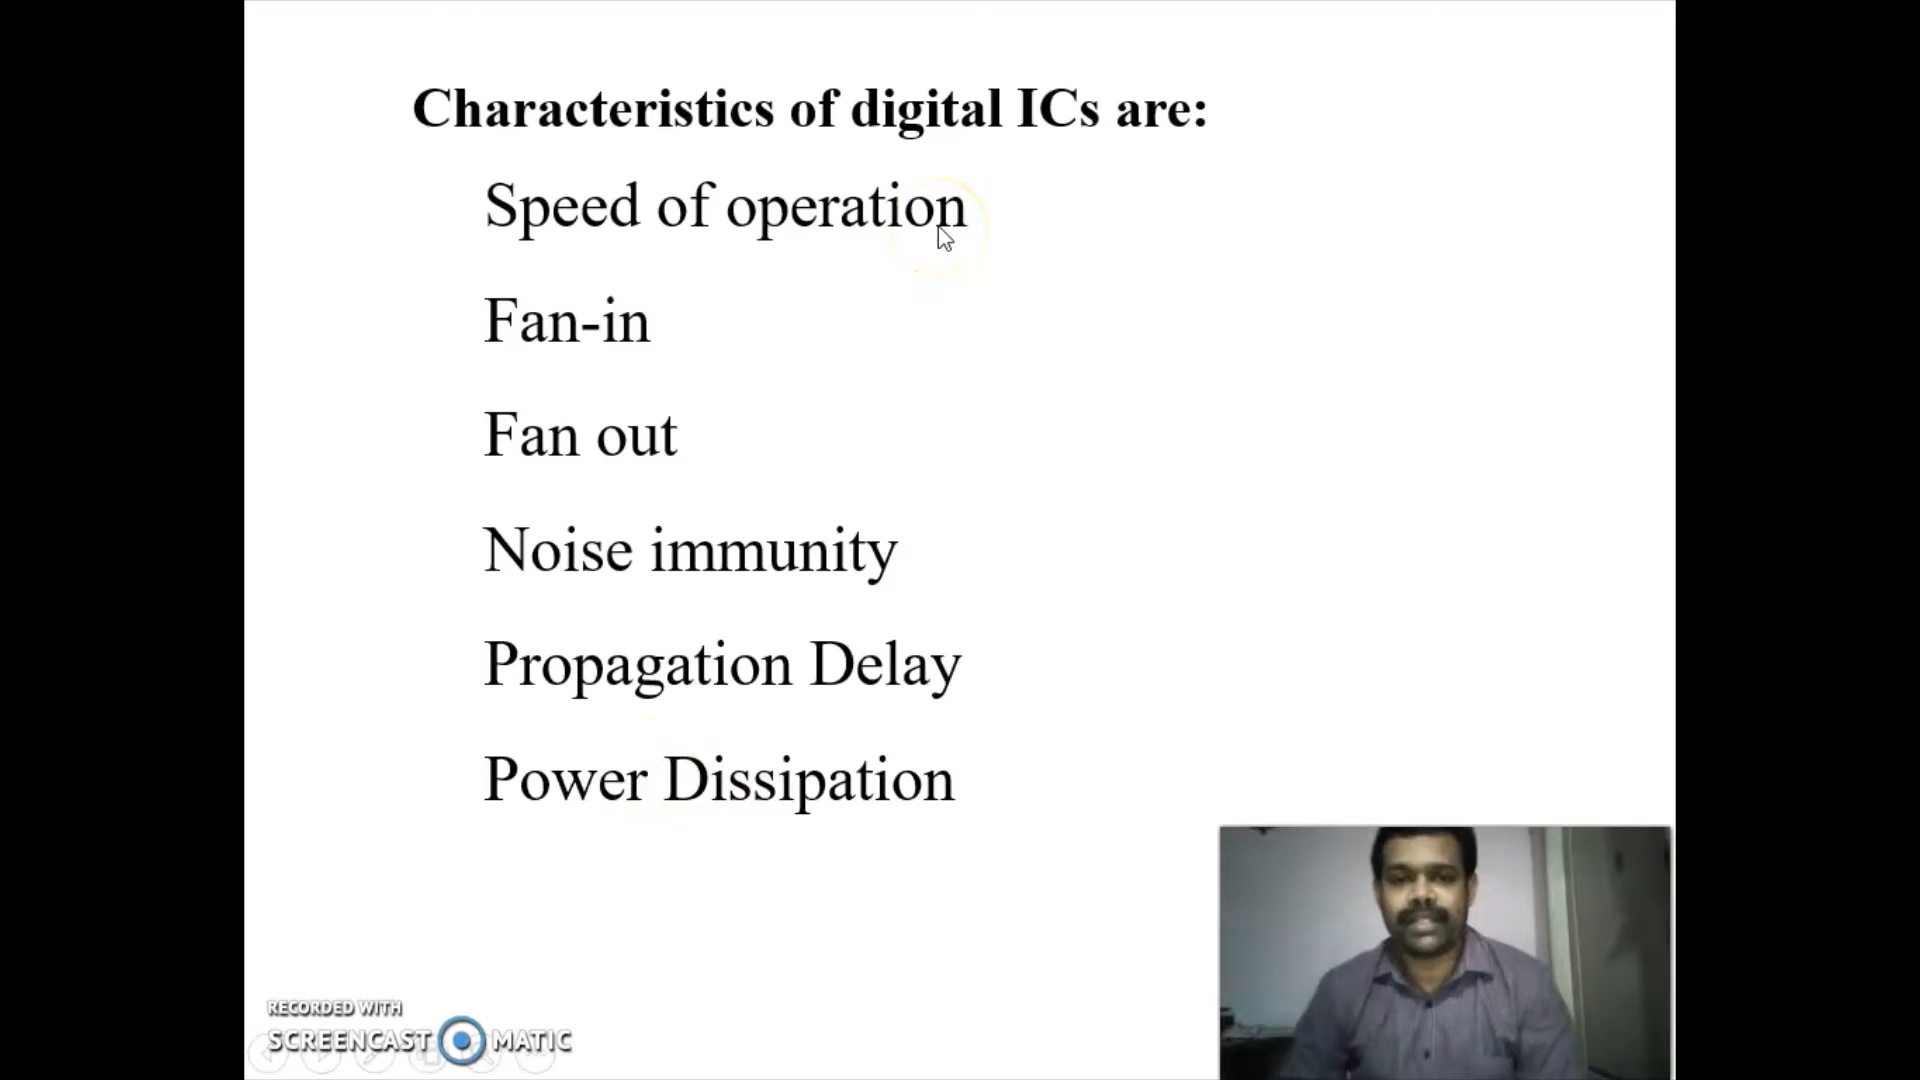 Characteristics of digital ICs are:
Speed of operation
Fan-in
Fan out
Noise immunity
Propagation Delay
Power Dissipation
RECORDED WITH
SCREENCAST MATIC